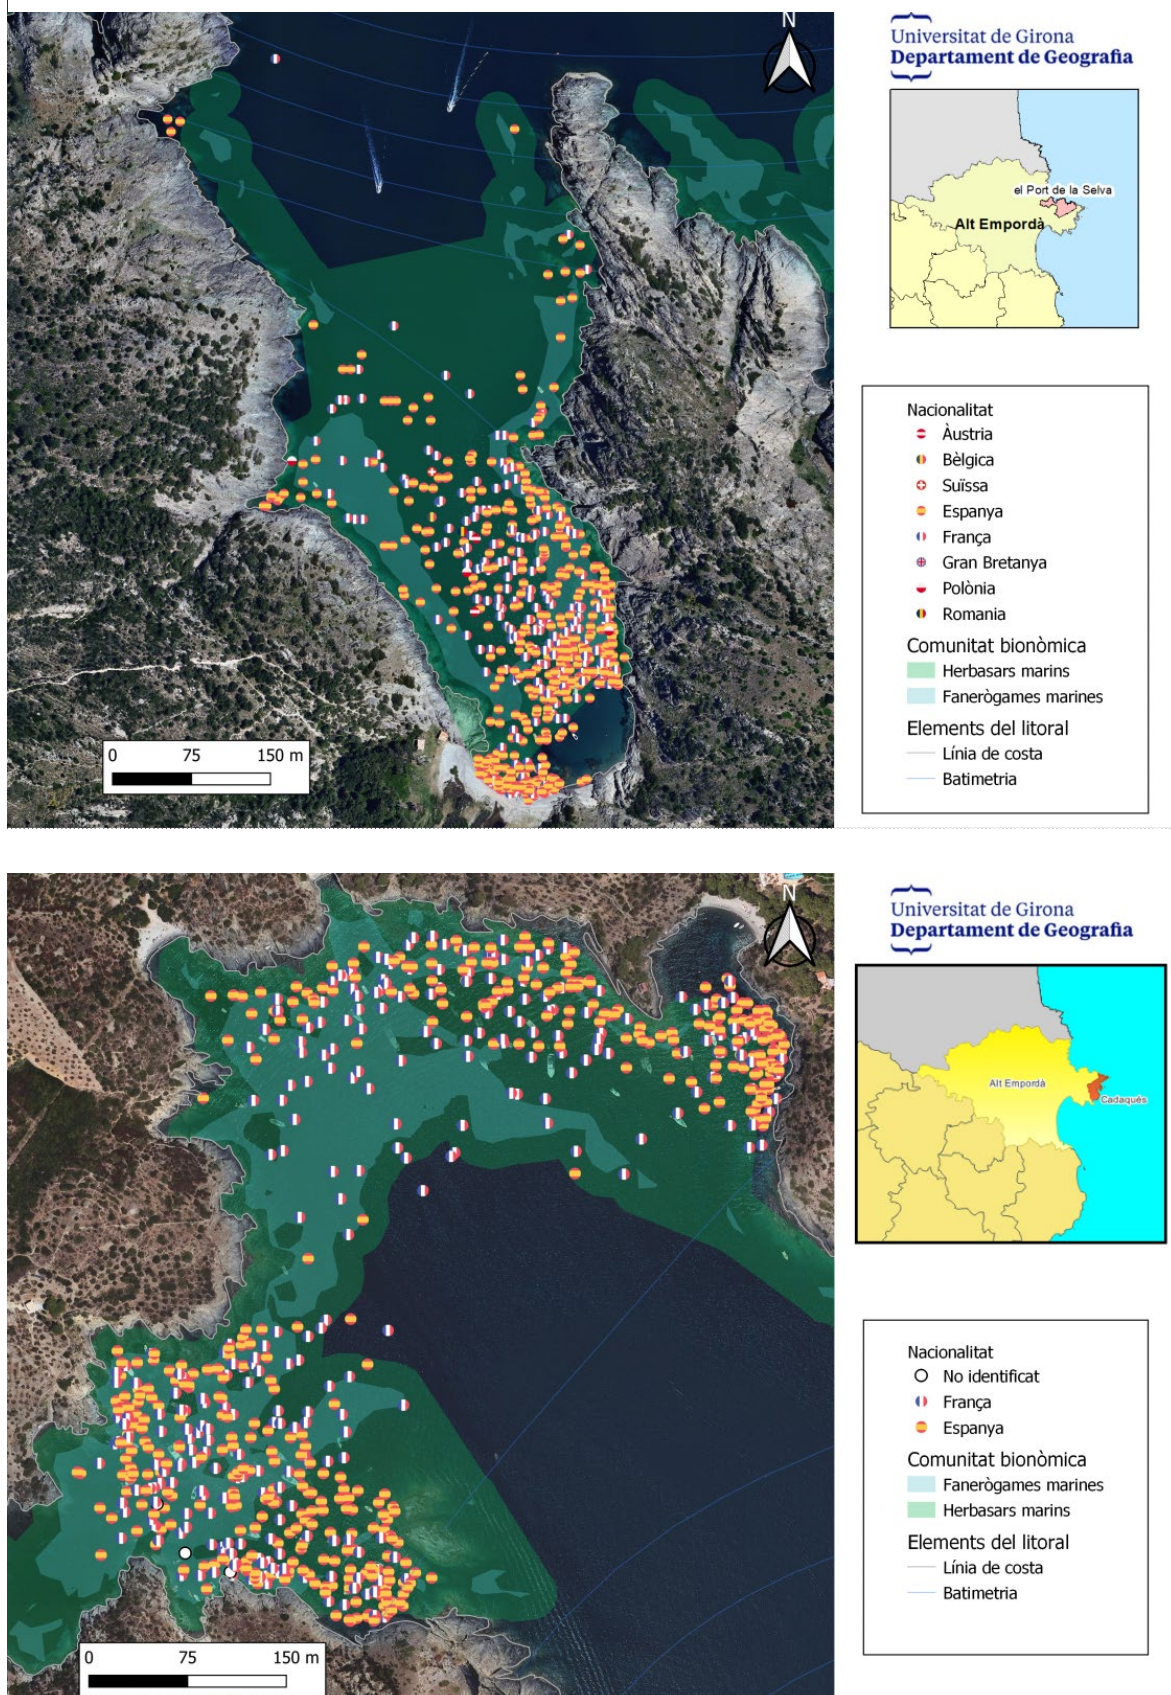 N
Universitat de Girona
Departament de Geografia
el Port de la Selva
Alt Empordà
Nacionalitat
Àustria
Bèlgica
Suïssa
Espanya
França
Gran Bretanya
Polònia
Romania
Comunitat bionòmica
Herbasars marins
Fanerògames marines
Elements del litoral
Línia de costa
Batimetria
0 75 150 m
N
Universitat de Girona
Departament de Geografia
Alt Empordà
Cadaqués
Nacionalitat
No identificat
França
Espanya
Comunitat bionòmica
Fanerògames marines
Herbasars marins
Elements del litoral
Línia de costa
Batimetria
0 75 150 m